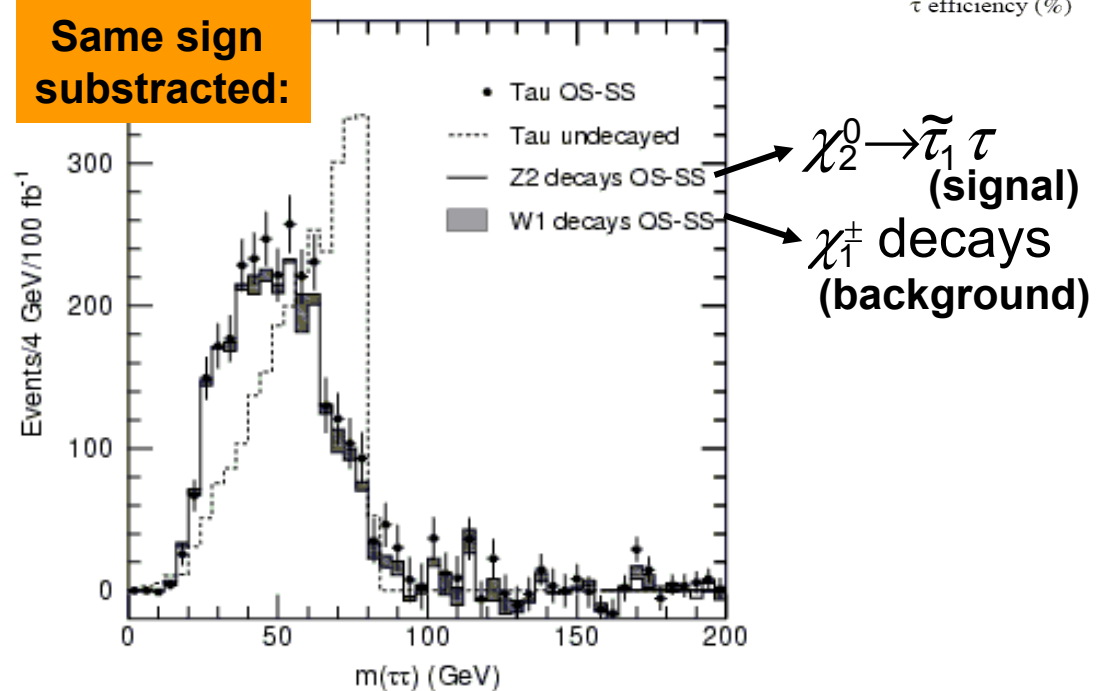 τ efficiency (%)
Same sign
substracted:
Tau OS-SS
Tau undecayed
Z2 decays OS-SS
W1 decays OS-SS
χ₂⁰→τ̃₁ τ
(signal)
χ₁± decays
(background)
Events/4 GeV/100 fb⁻¹
300
200
100
0
0 50 100 150 200
m(ττ) (GeV)